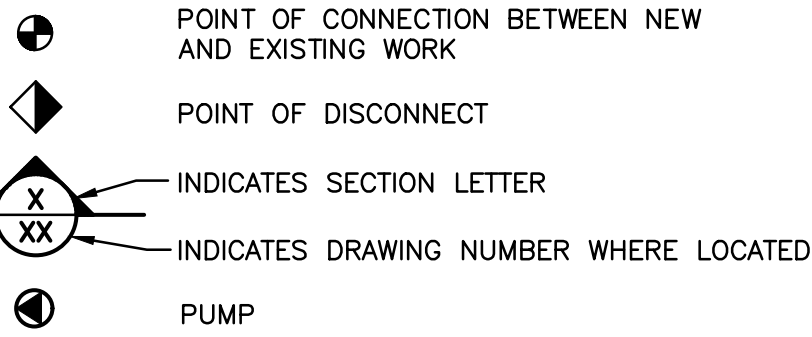 POINT OF CONNECTION BETWEEN NEW
AND EXISTING WORK
POINT OF DISCONNECT
X
INDICATES SECTION LETTER
XX
INDICATES DRAWING NUMBER WHERE LOCATED
PUMP